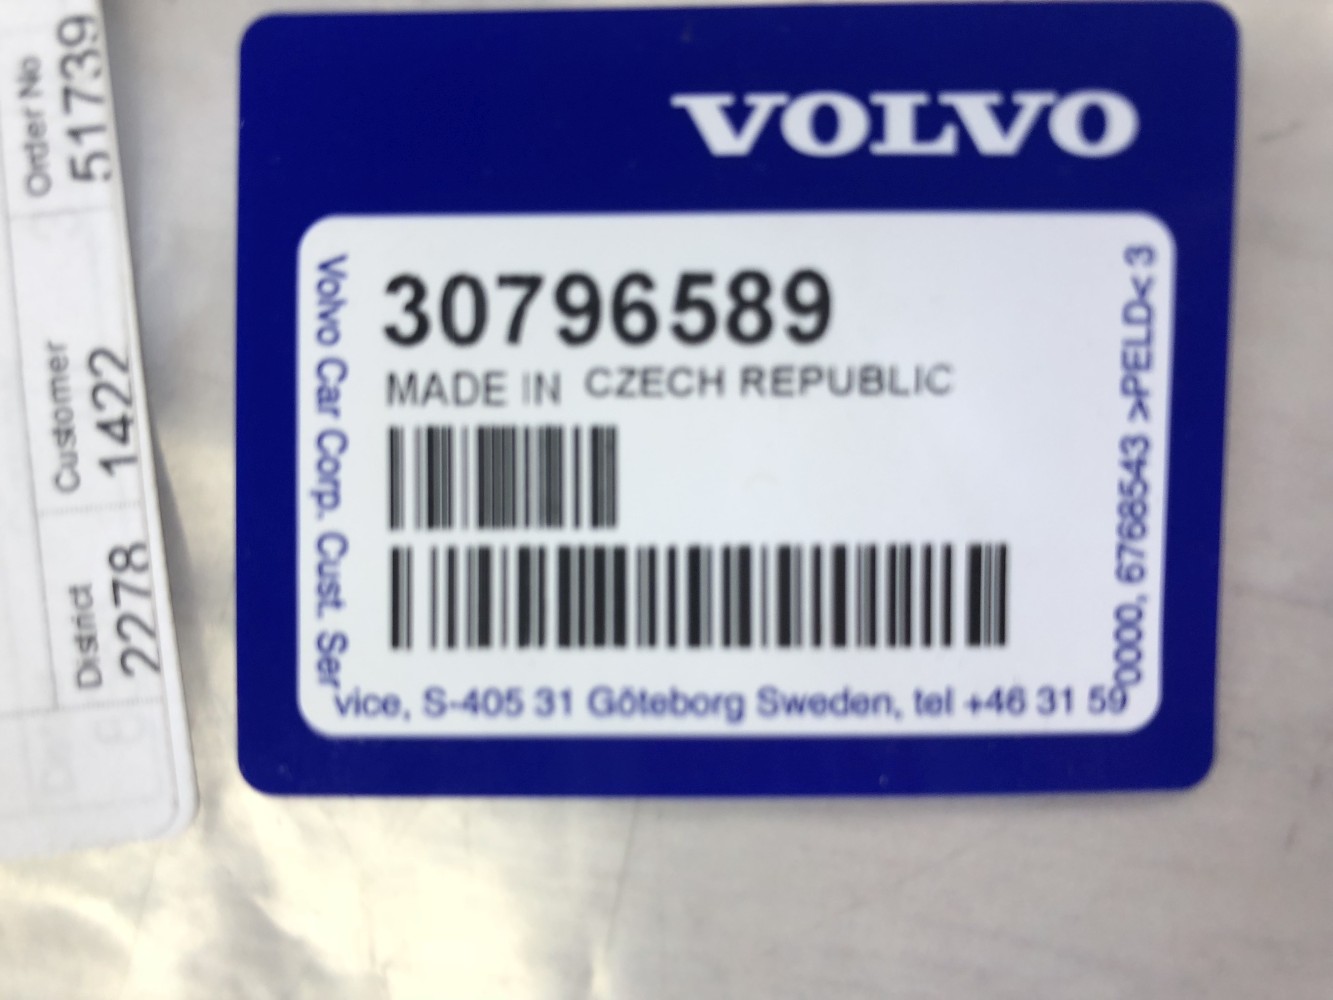 Order No
51739
Customer
1422
District
2278
VOLVO
30796589
MADE IN CZECH REPUBLIC
Volvo Car Corp. Cust. Service, S-405 31 Göteborg Sweden, tel +46 31 590000, 6768543 >PELD< 3